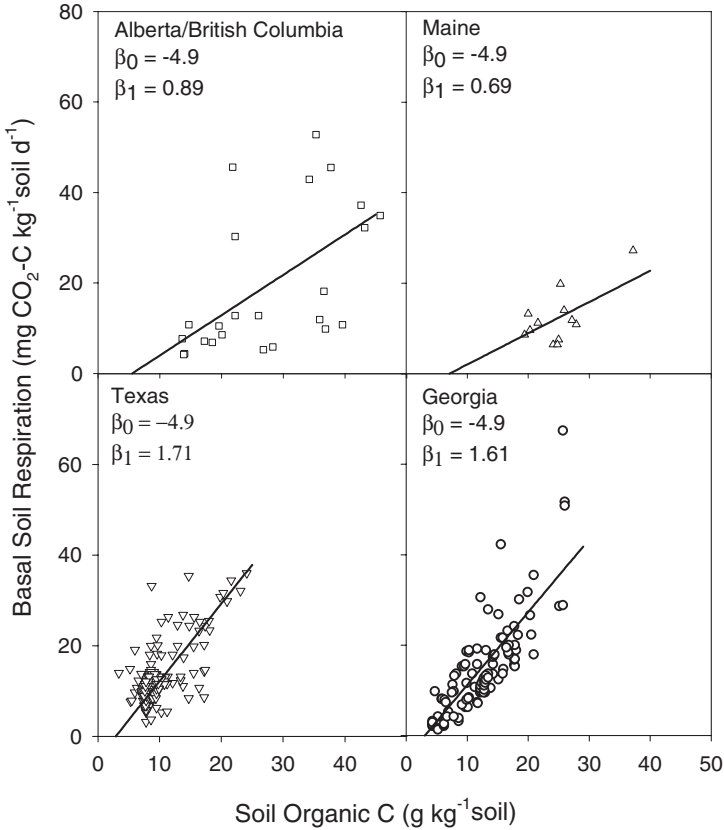 Alberta/British Columbia
β0 = -4.9
β1 = 0.89
Maine
β0 = -4.9
β1 = 0.69
Texas
β0 = −4.9
β1 = 1.71
Georgia
β0 = -4.9
β1 = 1.61
80
60
40
20
0
60
40
20
0
0 10 20 30 40 0 10 20 30 40 50
Basal Soil Respiration (mg CO2-C kg-1soil d-1)
Soil Organic C (g kg-1soil)